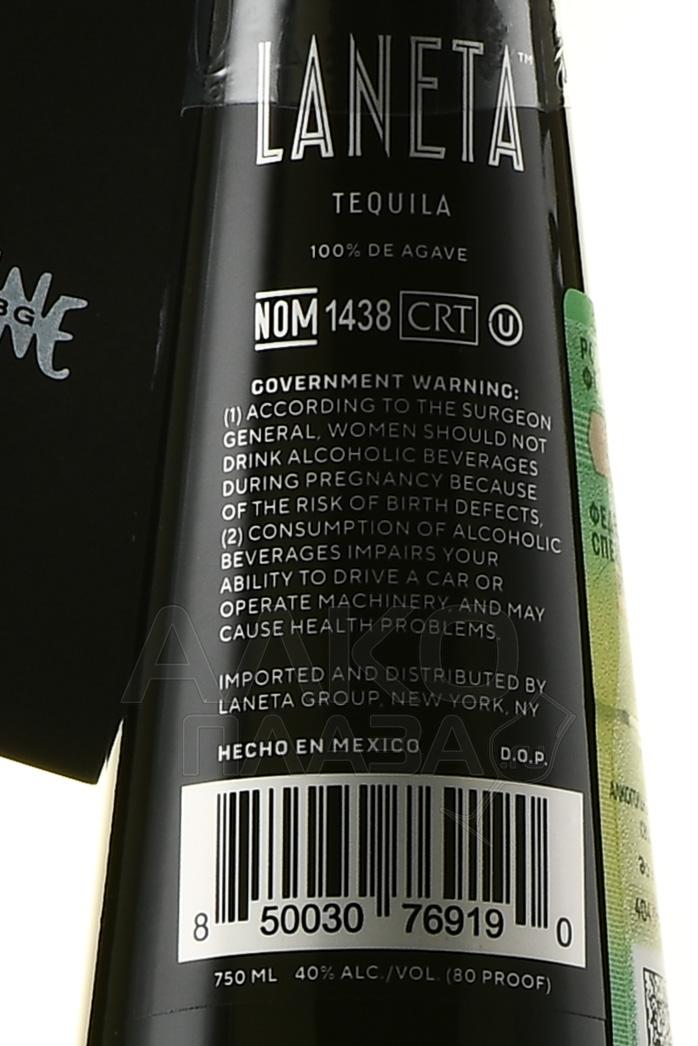 LANETA™
TEQUILA
100% DE AGAVE
NOM 1438 CRT U
GOVERNMENT WARNING:
(1) ACCORDING TO THE SURGEON
GENERAL, WOMEN SHOULD NOT
DRINK ALCOHOLIC BEVERAGES
DURING PREGNANCY BECAUSE
OF THE RISK OF BIRTH DEFECTS,
(2) CONSUMPTION OF ALCOHOLIC
BEVERAGES IMPAIRS YOUR
ABILITY TO DRIVE A CAR OR
OPERATE MACHINERY, AND MAY
CAUSE HEALTH PROBLEMS.
IMPORTED AND DISTRIBUTED BY
LANETA GROUP, NEW YORK, NY
HECHO EN MEXICO D.O.P.
8 50030 76919 0
750 ML 40% ALC./VOL. (80 PROOF)
АЛКО
ПЛАЗА